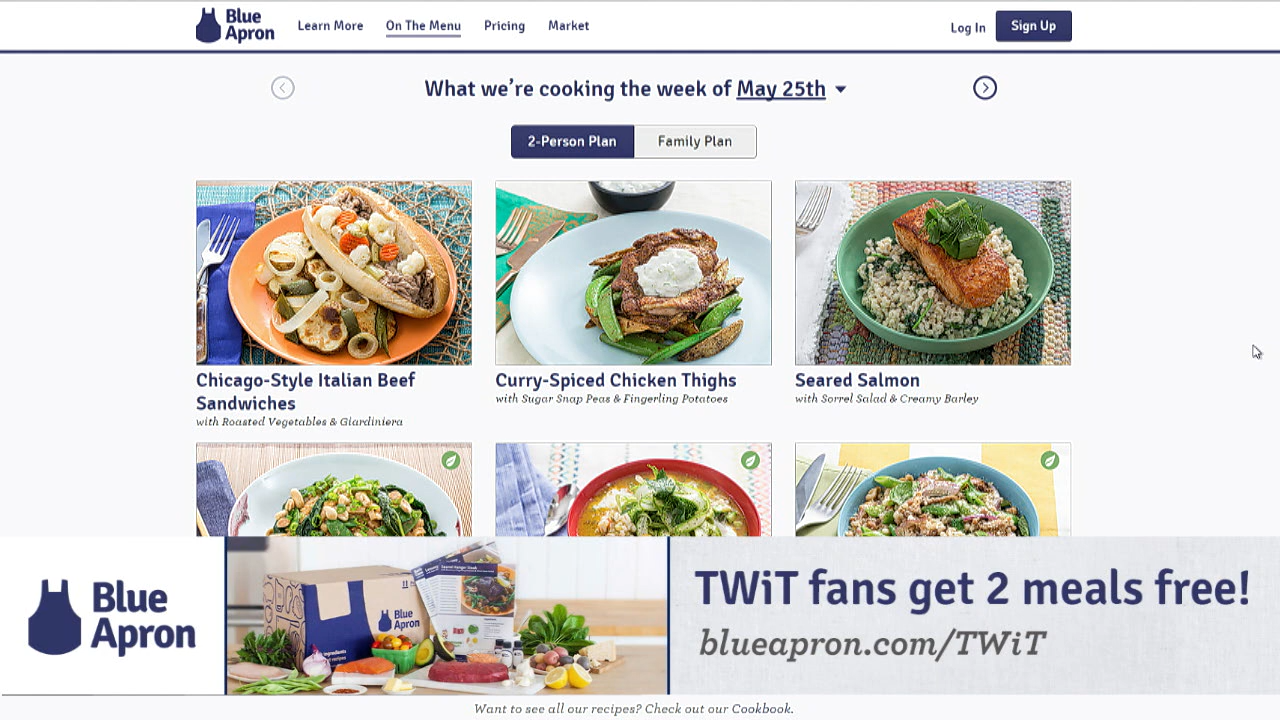 Blue
Apron
Learn More
On The Menu
Pricing
Market
Log In
Sign Up
What we're cooking the week of May 25th
2-Person Plan
Family Plan
Chicago-Style Italian Beef
Sandwiches
with Roasted Vegetables & Giardiniera
Curry-Spiced Chicken Thighs
with Sugar Snap Peas & Fingerling Potatoes
Seared Salmon
with Sorrel Salad & Creamy Barley
Blue
Apron
Blue
Apron
TWiT fans get 2 meals free!
blueapron.com/TWiT
Want to see all our recipes? Check out our Cookbook.